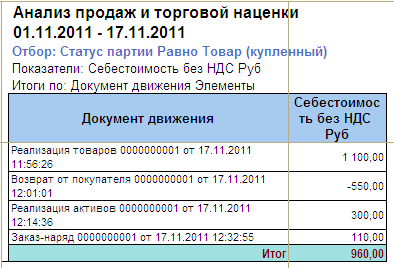 Анализ продаж и торговой наценки
01.11.2011 - 17.11.2011
Отбор: Статус партии Равно Товар (купленный)
Показатели: Себестоимость без НДС Руб
Итоги по: Документ движения Элементы
Документ движения
Себестоимос
ть без НДС
Руб
Реализация товаров 0000000001 от 17.11.2011
11:56:26
1 100,00
Возврат от покупателя 0000000001 от 17.11.2011
12:01:01
-550,00
Реализация активов 0000000001 от 17.11.2011
12:14:36
300,00
Заказ-наряд 0000000001 от 17.11.2011 12:32:55
110,00
Итог
960,00